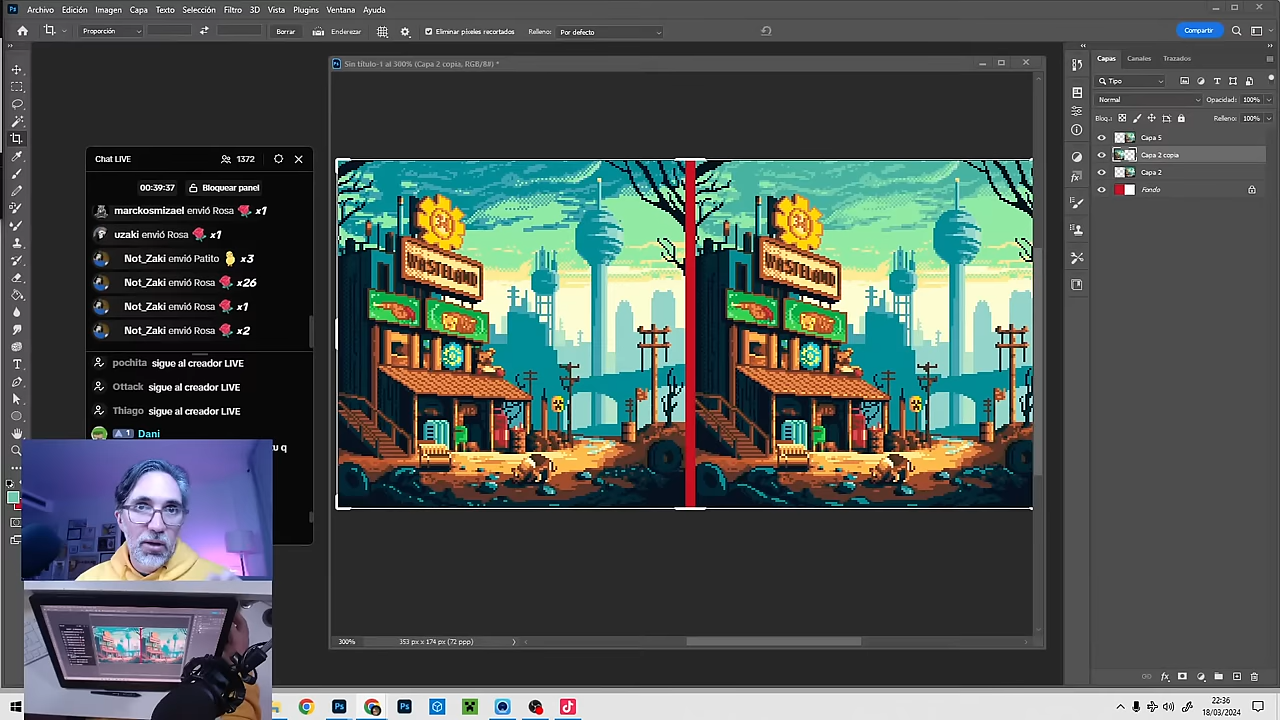 Archivo Edición Imagen Capa Texto Selección Filtro 3D Vista Plugins Ventana Ayuda
Proporción Borrar Enderezar Eliminar píxeles recortados Relleno: Por defecto Compartir
Sin título-1 al 300% (Capa 2 copia, RGB/8#) *
Capas Canales Trazados
Tipo
Normal Opacidad: 100%
Bloq.: Relleno: 100%
Capa 5
Capa 2 copia
Capa 2
Fondo
Chat LIVE 1372
00:39:37 Bloquear panel
marckosmizael envió Rosa x1
uzaki envió Rosa x1
Not_Zaki envió Patito x3
Not_Zaki envió Rosa x26
Not_Zaki envió Rosa x1
Not_Zaki envió Rosa x2
pochita sigue al creador LIVE
Ottack sigue al creador LIVE
Thiago sigue al creador LIVE
A 1 Dani
u q
WASTELAND
WASTELAND
300% 353 px x 174 px (72 ppp)
22:36
18/03/2024